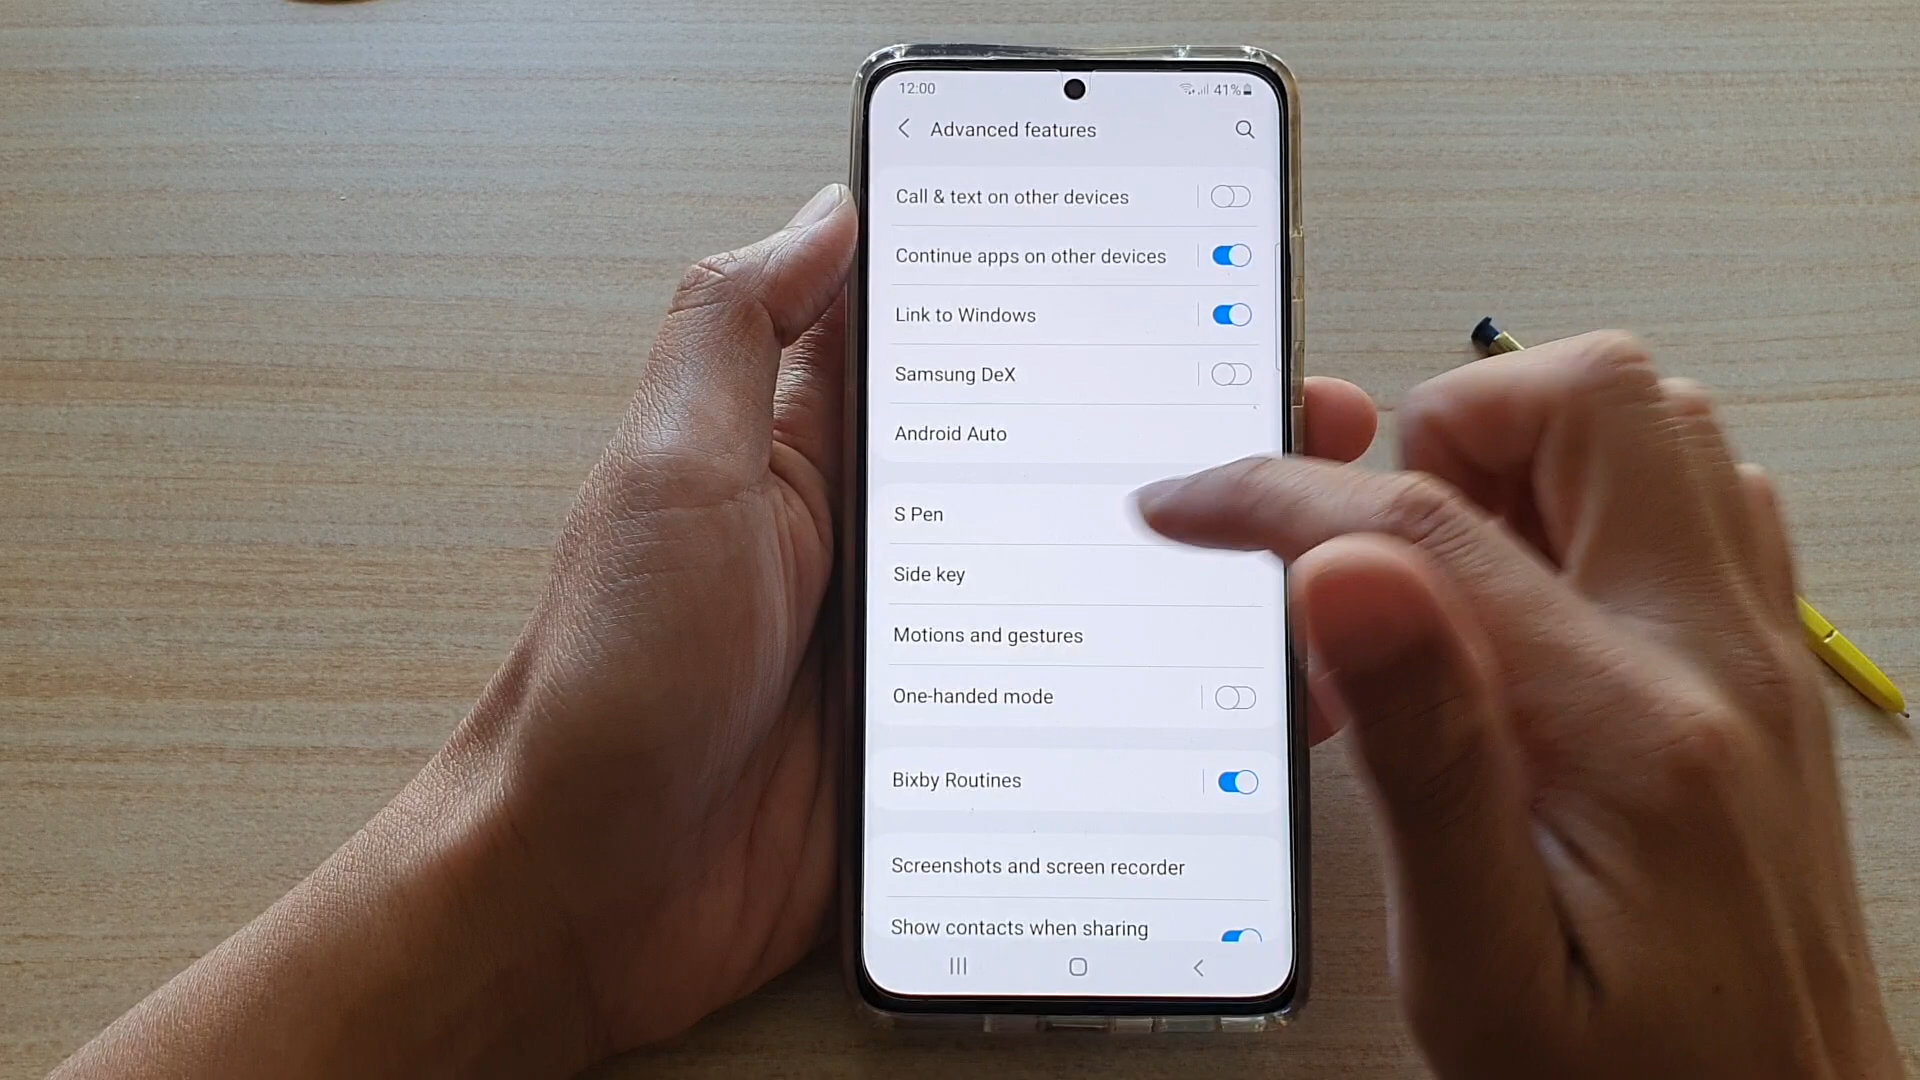 12:00
41%
Advanced features
Call & text on other devices
Continue apps on other devices
Link to Windows
Samsung DeX
Android Auto
S Pen
Side key
Motions and gestures
One-handed mode
Bixby Routines
Screenshots and screen recorder
Show contacts when sharing